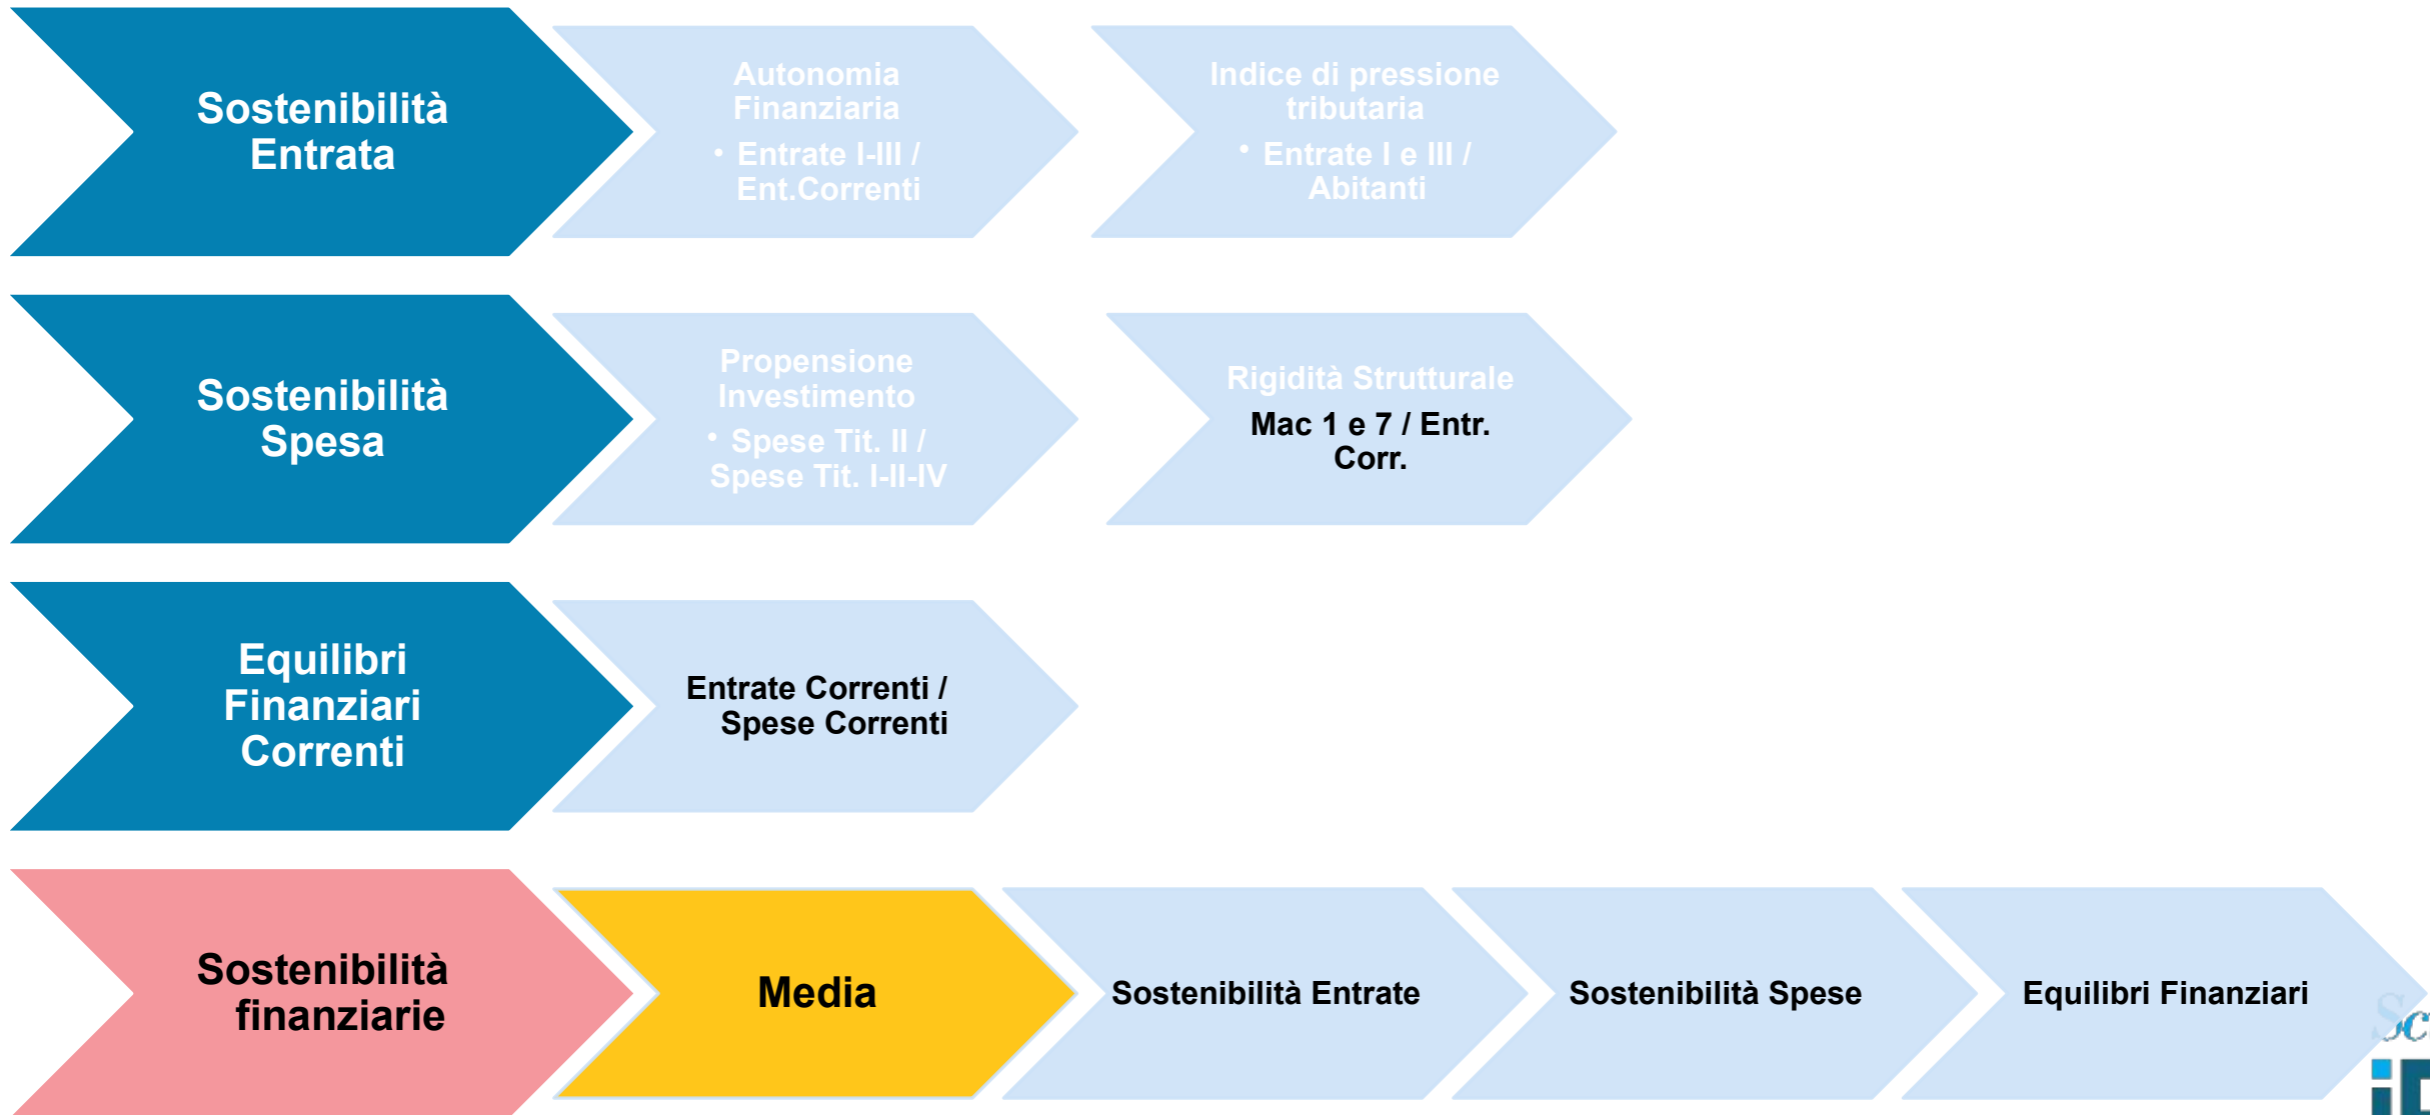 Sostenibilità
Entrata
Autonomia
Finanziaria
• Entrate I-III /
Ent.Correnti
Indice di pressione
tributaria
• Entrate I e III /
Abitanti
Sostenibilità
Spesa
Propensione
Investimento
• Spese Tit. II /
Spese Tit. I-II-IV
Rigidità Strutturale
Mac 1 e 7 / Entr.
Corr.
Equilibri
Finanziari
Correnti
Entrate Correnti /
Spese Correnti
Sostenibilità
finanziarie
Media
Sostenibilità Entrate
Sostenibilità Spese
Equilibri Finanziari